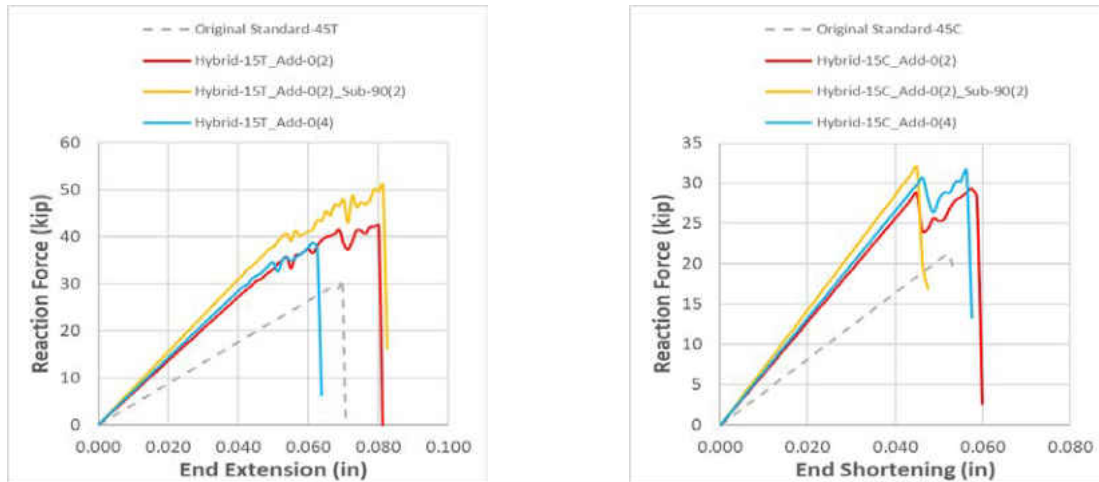 Original Standard-45T
Hybrid-15T_Add-0(2)
Hybrid-15T_Add-0(2)_Sub-90(2)
Hybrid-15T_Add-0(4)
60
50
40
30
20
10
0
Reaction Force (kip)
0.000 0.020 0.040 0.060 0.080 0.100
End Extension (in)
Original Standard-45C
Hybrid-15C_Add-0(2)
Hybrid-15C_Add-0(2)_Sub-90(2)
Hybrid-15C_Add-0(4)
35
30
25
20
15
10
5
0
Reaction Force (kip)
0.000 0.020 0.040 0.060 0.080
End Shortening (in)